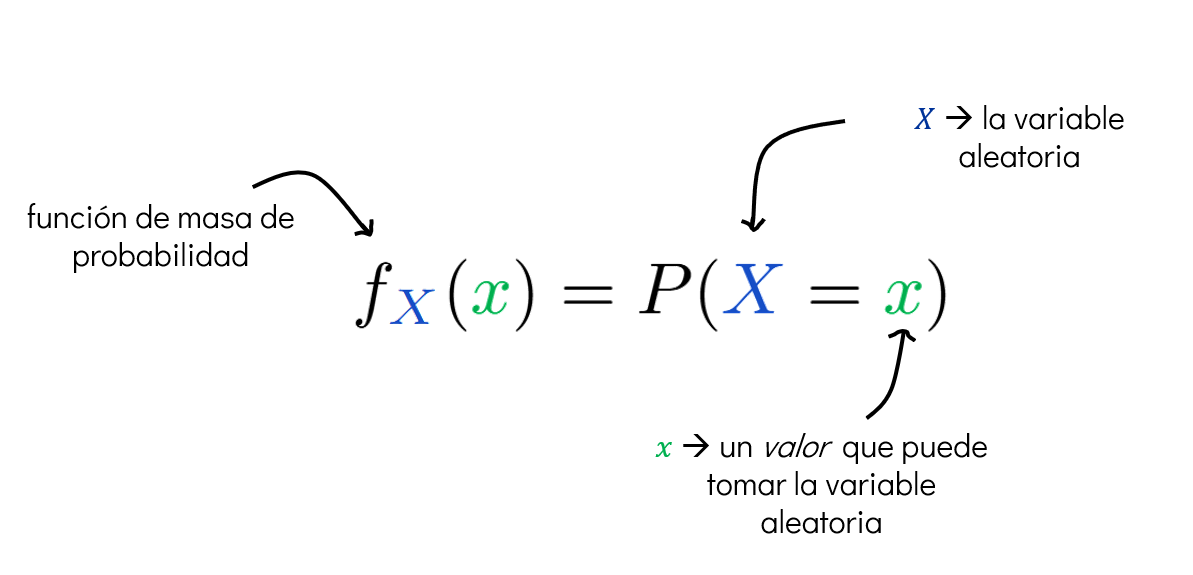 X → la variable
aleatoria
función de masa de
probabilidad
f_X(x) = P(X = x)
x → un valor que puede
tomar la variable
aleatoria